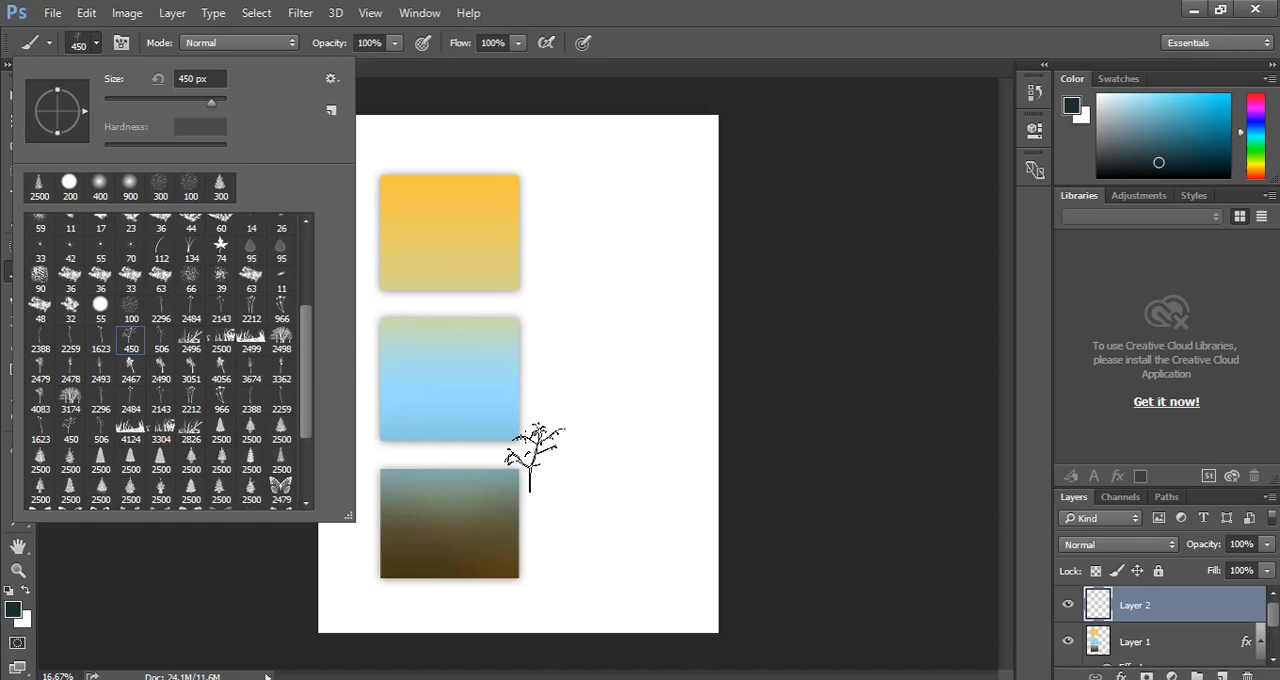 Ps File Edit Image Layer Type Select Filter 3D View Window Help
450 Mode: Normal Opacity: 100% Flow: 100% Essentials
Size: 450 px
Hardness:
2500 200 400 900 300 100 300
59 11 17 23 36 44 60 14 26
33 42 55 70 112 134 74 95 95
90 36 36 33 63 66 39 63 11
48 32 55 100 2296 2484 2143 2212 966
2388 2259 1623 450 506 2496 2500 2499 2498
2479 2478 2493 2467 2490 3051 4056 3674 3362
4083 3174 2296 2484 2143 2212 966 2388 2259
1623 450 506 4124 3304 2826 2500 2500 2500
2500 2500 2500 2500 2500 2500 2500 2500 2500
2500 2500 2500 2500 2500 2500 2500 2500 2479
Color Swatches
Libraries Adjustments Styles
To use Creative Cloud Libraries,
please install the Creative Cloud
Application
Get it now!
A fx St
Layers Channels Paths
Kind T
Normal Opacity: 100%
Lock: Fill: 100%
Layer 2
Layer 1 fx
16.67% Doc: 24.1M/11.6M